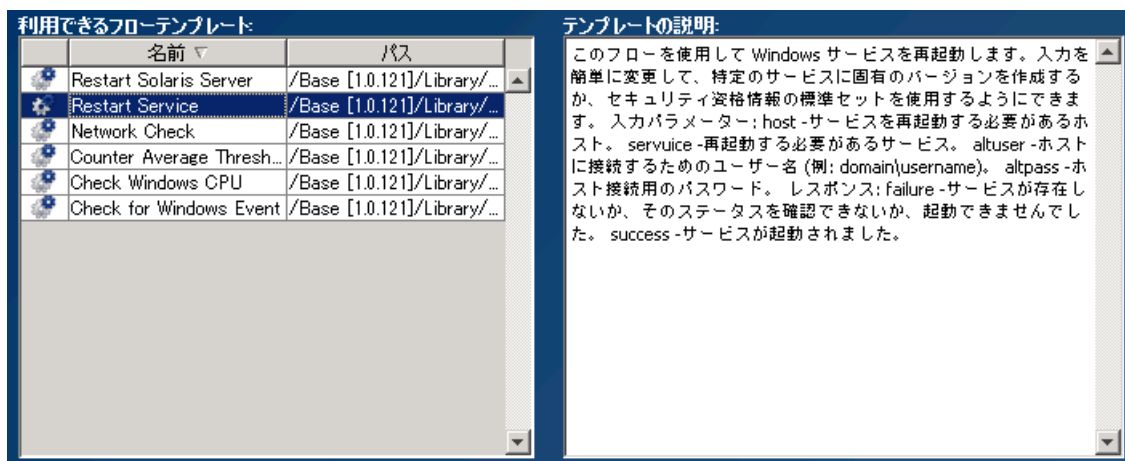 利用できるフローテンプレート:
名前 ▽ パス
Restart Solaris Server /Base [1.0.121]/Library/...
Restart Service /Base [1.0.121]/Library/...
Network Check /Base [1.0.121]/Library/...
Counter Average Thresh... /Base [1.0.121]/Library/...
Check Windows CPU /Base [1.0.121]/Library/...
Check for Windows Event /Base [1.0.121]/Library/...
テンプレートの説明:
このフローを使用して Windows サービスを再起動します。入力を
簡単に変更して、特定のサービスに固有のバージョンを作成する
か、セキュリティ資格情報の標準セットを使用するようにできま
す。 入力パラメーター: host -サービスを再起動する必要があるホ
スト。 servuice -再起動する必要があるサービス。 altuser -ホスト
に接続するためのユーザー名 (例: domain\username)。 altpass -ホ
スト接続用のパスワード。 レスポンス: failure -サービスが存在し
ないか、そのステータスを確認できないか、起動できませんでし
た。 success -サービスが起動されました。